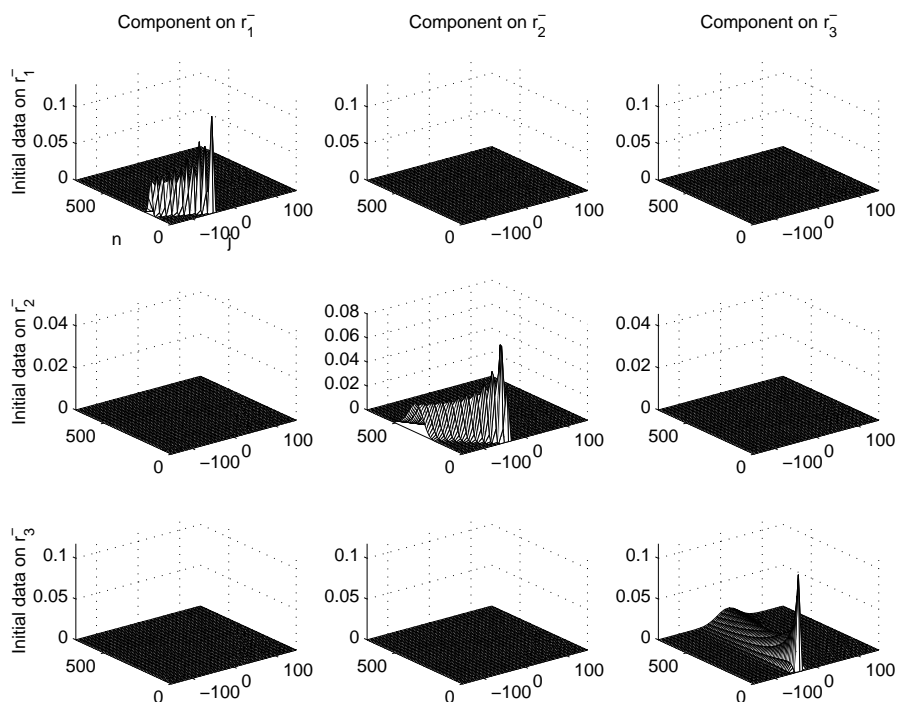 Component on r₁⁻ Component on r₂⁻ Component on r₃⁻
Initial data on r₁⁻
0.1 0.1 0.1
0.05 0.05 0.05
0 0 0
500 100 500 100 500 100
n 0 −100 0 j 0 −100 0 0 −100 0
Initial data on r₂⁻
0.04 0.08 0.04
0.06
0.02 0.04 0.02
0.02
0 0 0
500 100 500 100 500 100
0 −100 0 0 −100 0 0 −100 0
Initial data on r₃⁻
0.1 0.1 0.1
0.05 0.05 0.05
0 0 0
500 100 500 100 500 100
0 −100 0 0 −100 0 0 −100 0